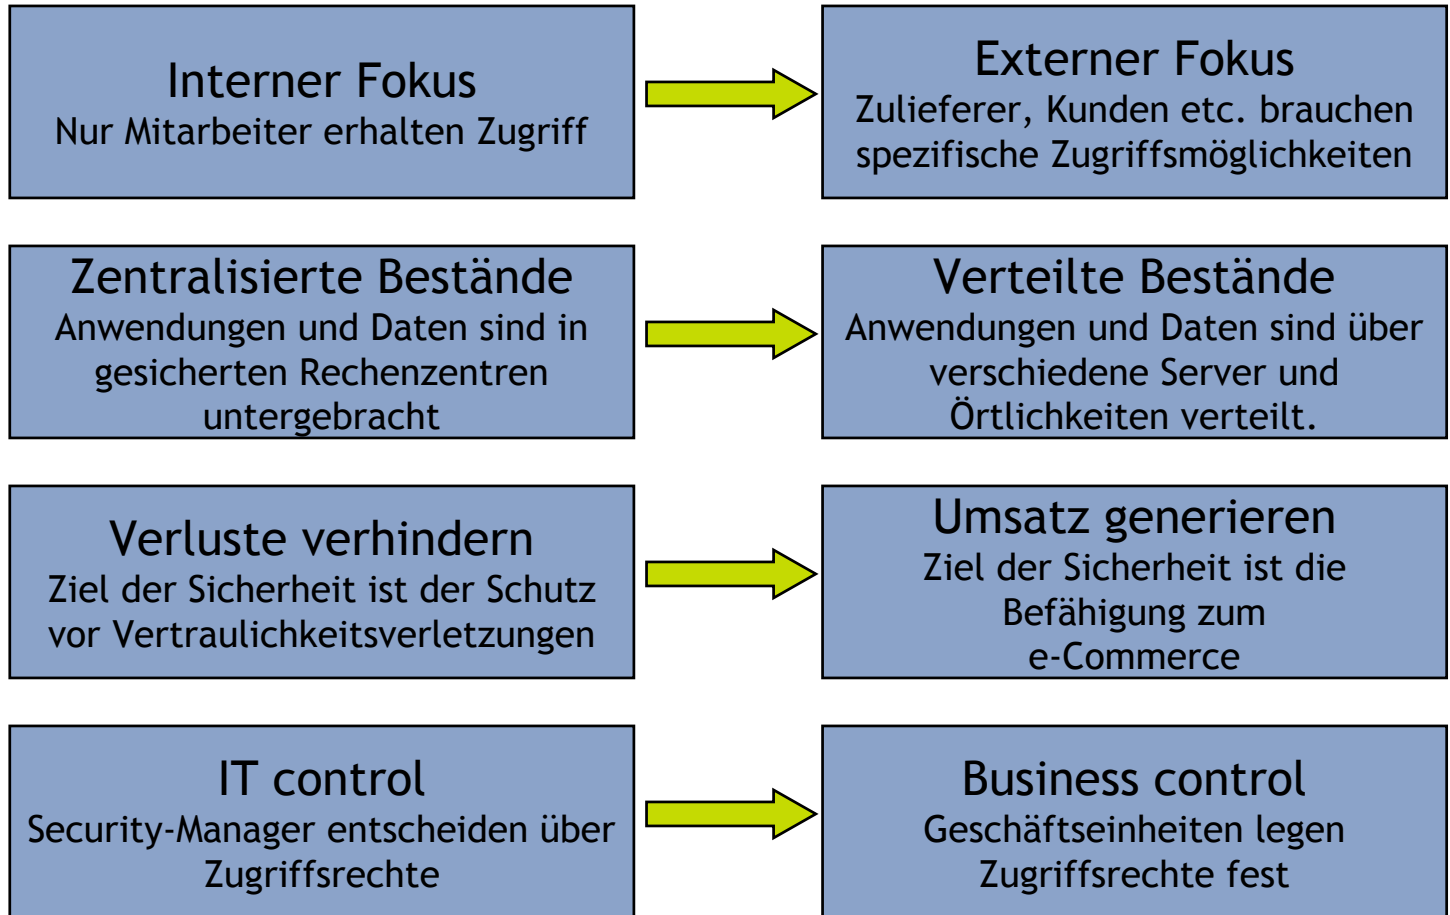 Interner Fokus
Nur Mitarbeiter erhalten Zugriff
Externer Fokus
Zulieferer, Kunden etc. brauchen
spezifische Zugriffsmöglichkeiten
Zentralisierte Bestände
Anwendungen und Daten sind in
gesicherten Rechenzentren
untergebracht
Verteilte Bestände
Anwendungen und Daten sind über
verschiedene Server und
Örtlichkeiten verteilt.
Verluste verhindern
Ziel der Sicherheit ist der Schutz
vor Vertraulichkeitsverletzungen
Umsatz generieren
Ziel der Sicherheit ist die
Befähigung zum
e-Commerce
IT control
Security-Manager entscheiden über
Zugriffsrechte
Business control
Geschäftseinheiten legen
Zugriffsrechte fest